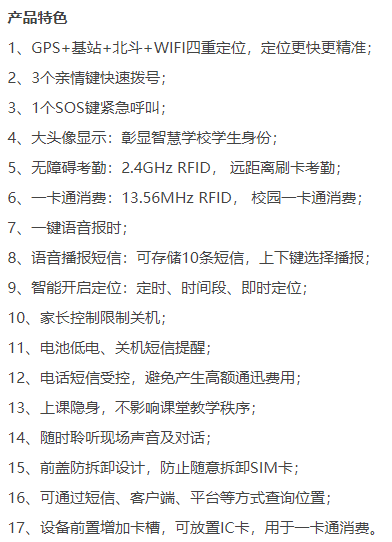 产品特色
1、GPS+基站+北斗+WIFI四重定位，定位更快更精准；
2、3个亲情键快速拨号；
3、1个SOS键紧急呼叫；
4、大头像显示：彰显智慧学校学生身份；
5、无障碍考勤：2.4GHz RFID， 远距离刷卡考勤；
6、一卡通消费：13.56MHz RFID， 校园一卡通消费；
7、一键语音报时；
8、语音播报短信：可存储10条短信，上下键选择播报；
9、智能开启定位：定时、时间段、即时定位；
10、家长控制限制关机；
11、电池低电、关机短信提醒；
12、电话短信受控，避免产生高额通迅费用；
13、上课隐身，不影响课堂教学秩序；
14、随时聆听现场声音及对话；
15、前盖防拆卸设计，防止随意拆卸SIM卡；
16、可通过短信、客户端、平台等方式查询位置；
17、设备前置增加卡槽，可放置IC卡，用于一卡通消费。